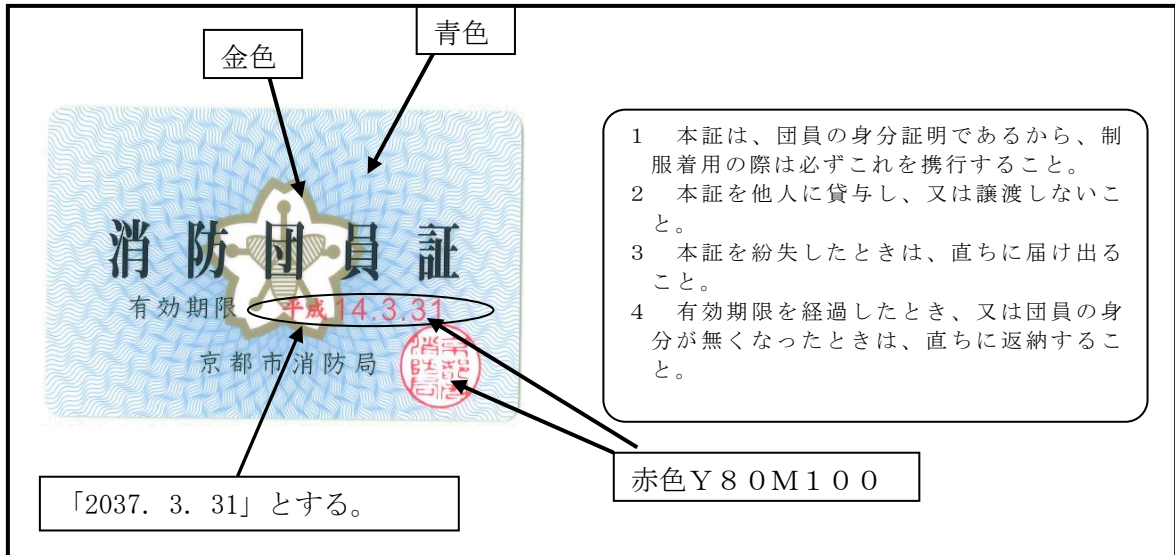 青色
金色
消防団員証
有効期限 平成14.3.31
京都市消防局
1 本証は、団員の身分証明であるから、制
服着用の際は必ずこれを携行すること。
2 本証を他人に貸与し、又は譲渡しないこ
と。
3 本証を紛失したときは、直ちに届け出る
こと。
4 有効期限を経過したとき、又は団員の身
分が無くなったときは、直ちに返納するこ
と。
赤色Y80M100
「2037. 3. 31」とする。